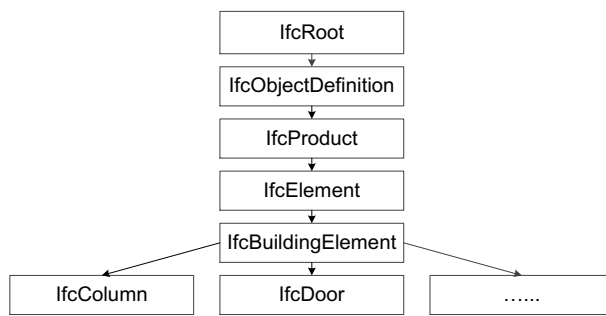 IfcRoot
IfcObjectDefinition
IfcProduct
IfcElement
IfcBuildingElement
IfcColumn
IfcDoor
…...